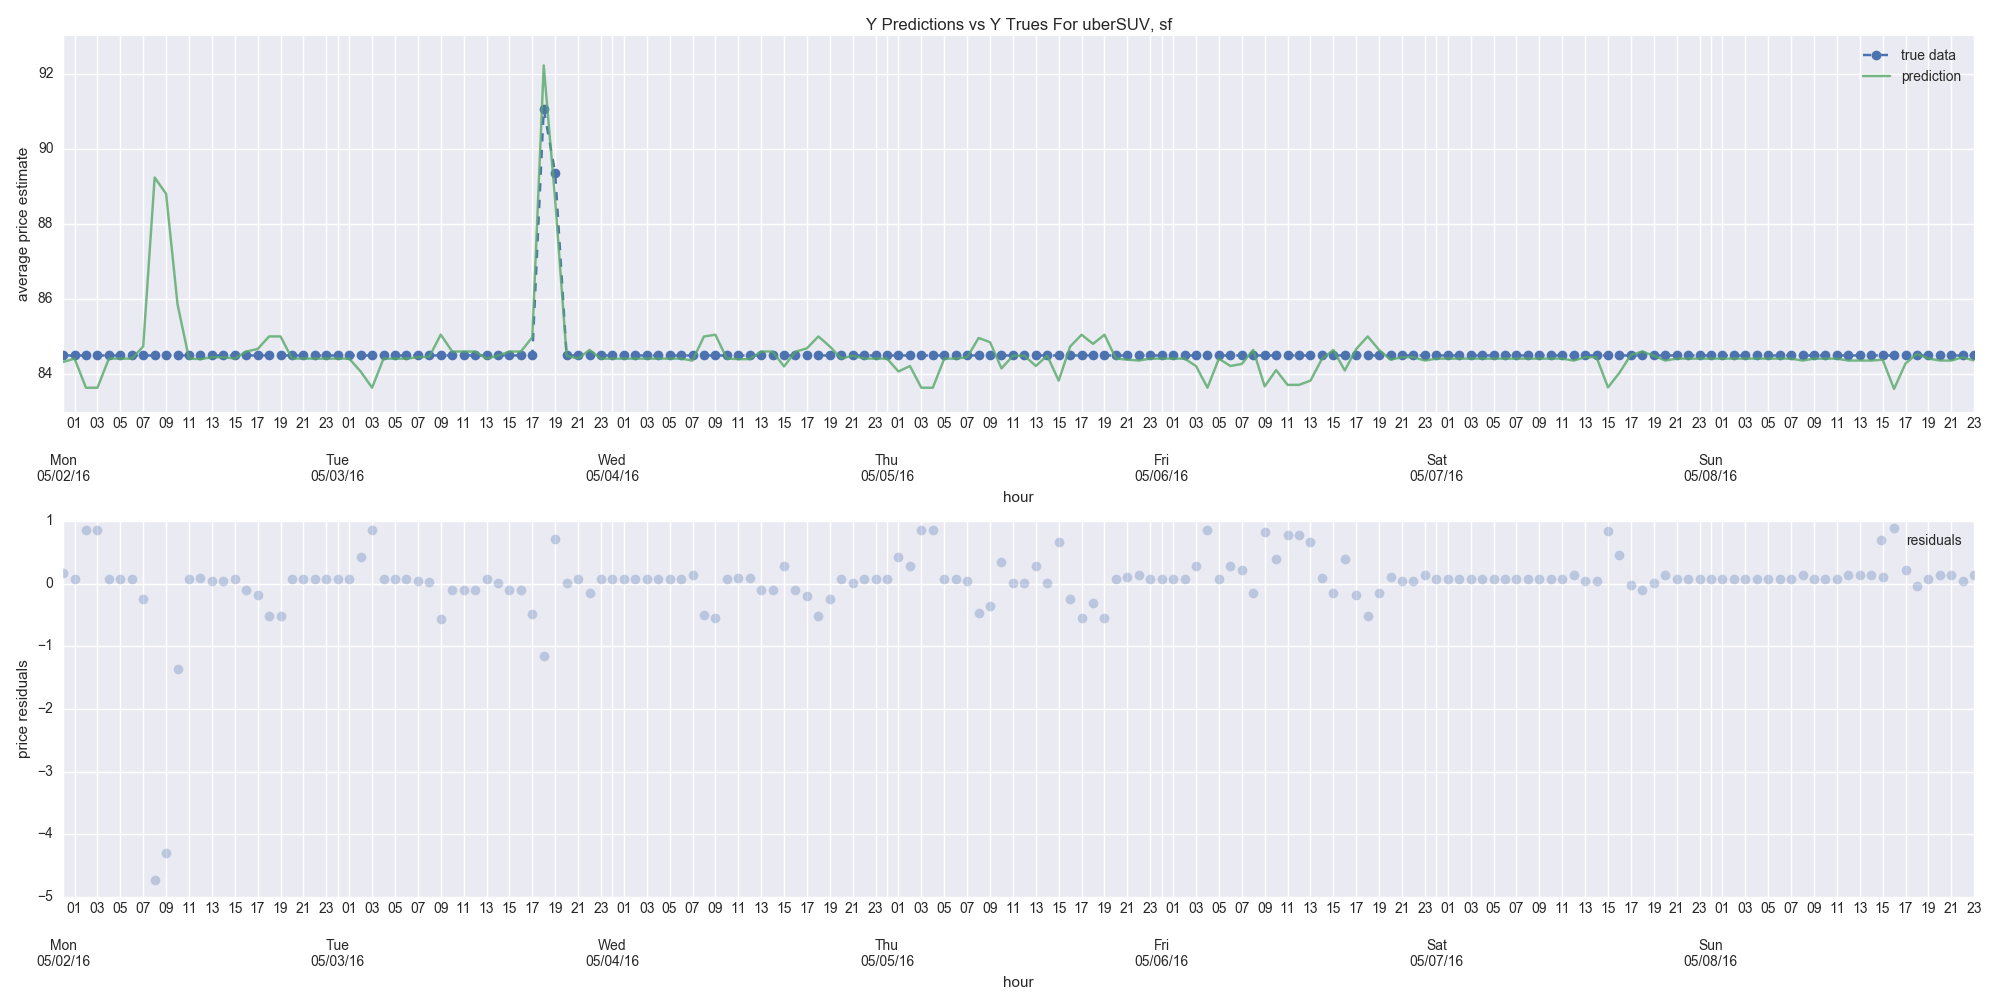 Y Predictions vs Y Trues For uberSUV, sf
true data
prediction
92
90
88
86
84
average price estimate
01 03 05 07 09 11 13 15 17 19 21 23 01 03 05 07 09 11 13 15 17 19 21 23 01 03 05 07 09 11 13 15 17 19 21 23 01 03 05 07 09 11 13 15 17 19 21 23 01 03 05 07 09 11 13 15 17 19 21 23 01 03 05 07 09 11 13 15 17 19 21 23 01 03 05 07 09 11 13 15 17 19 21 23
Mon Tue Wed Thu Fri Sat Sun
05/02/16 05/03/16 05/04/16 05/05/16 05/06/16 05/07/16 05/08/16
hour
residuals
1
0
−1
−2
−3
−4
−5
price residuals
01 03 05 07 09 11 13 15 17 19 21 23 01 03 05 07 09 11 13 15 17 19 21 23 01 03 05 07 09 11 13 15 17 19 21 23 01 03 05 07 09 11 13 15 17 19 21 23 01 03 05 07 09 11 13 15 17 19 21 23 01 03 05 07 09 11 13 15 17 19 21 23 01 03 05 07 09 11 13 15 17 19 21 23
Mon Tue Wed Thu Fri Sat Sun
05/02/16 05/03/16 05/04/16 05/05/16 05/06/16 05/07/16 05/08/16
hour